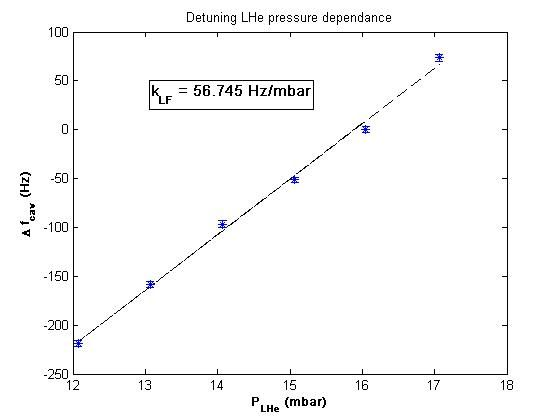 Detuning LHe pressure dependance
100
50
0
-50
-100
-150
-200
-250
k_LF = 56.745 Hz/mbar
Δ f_cav (Hz)
12 13 14 15 16 17 18
P_LHe (mbar)